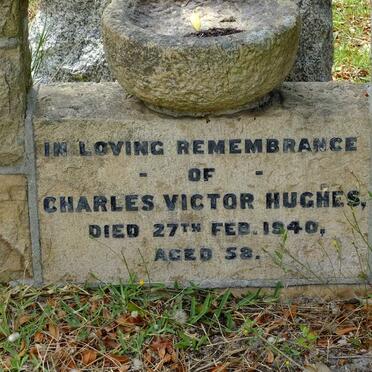 IN LOVING REMEMBRANCE
- OF -
CHARLES VICTOR HUGHES,
DIED 27TH FEB. 1940,
AGED 58.